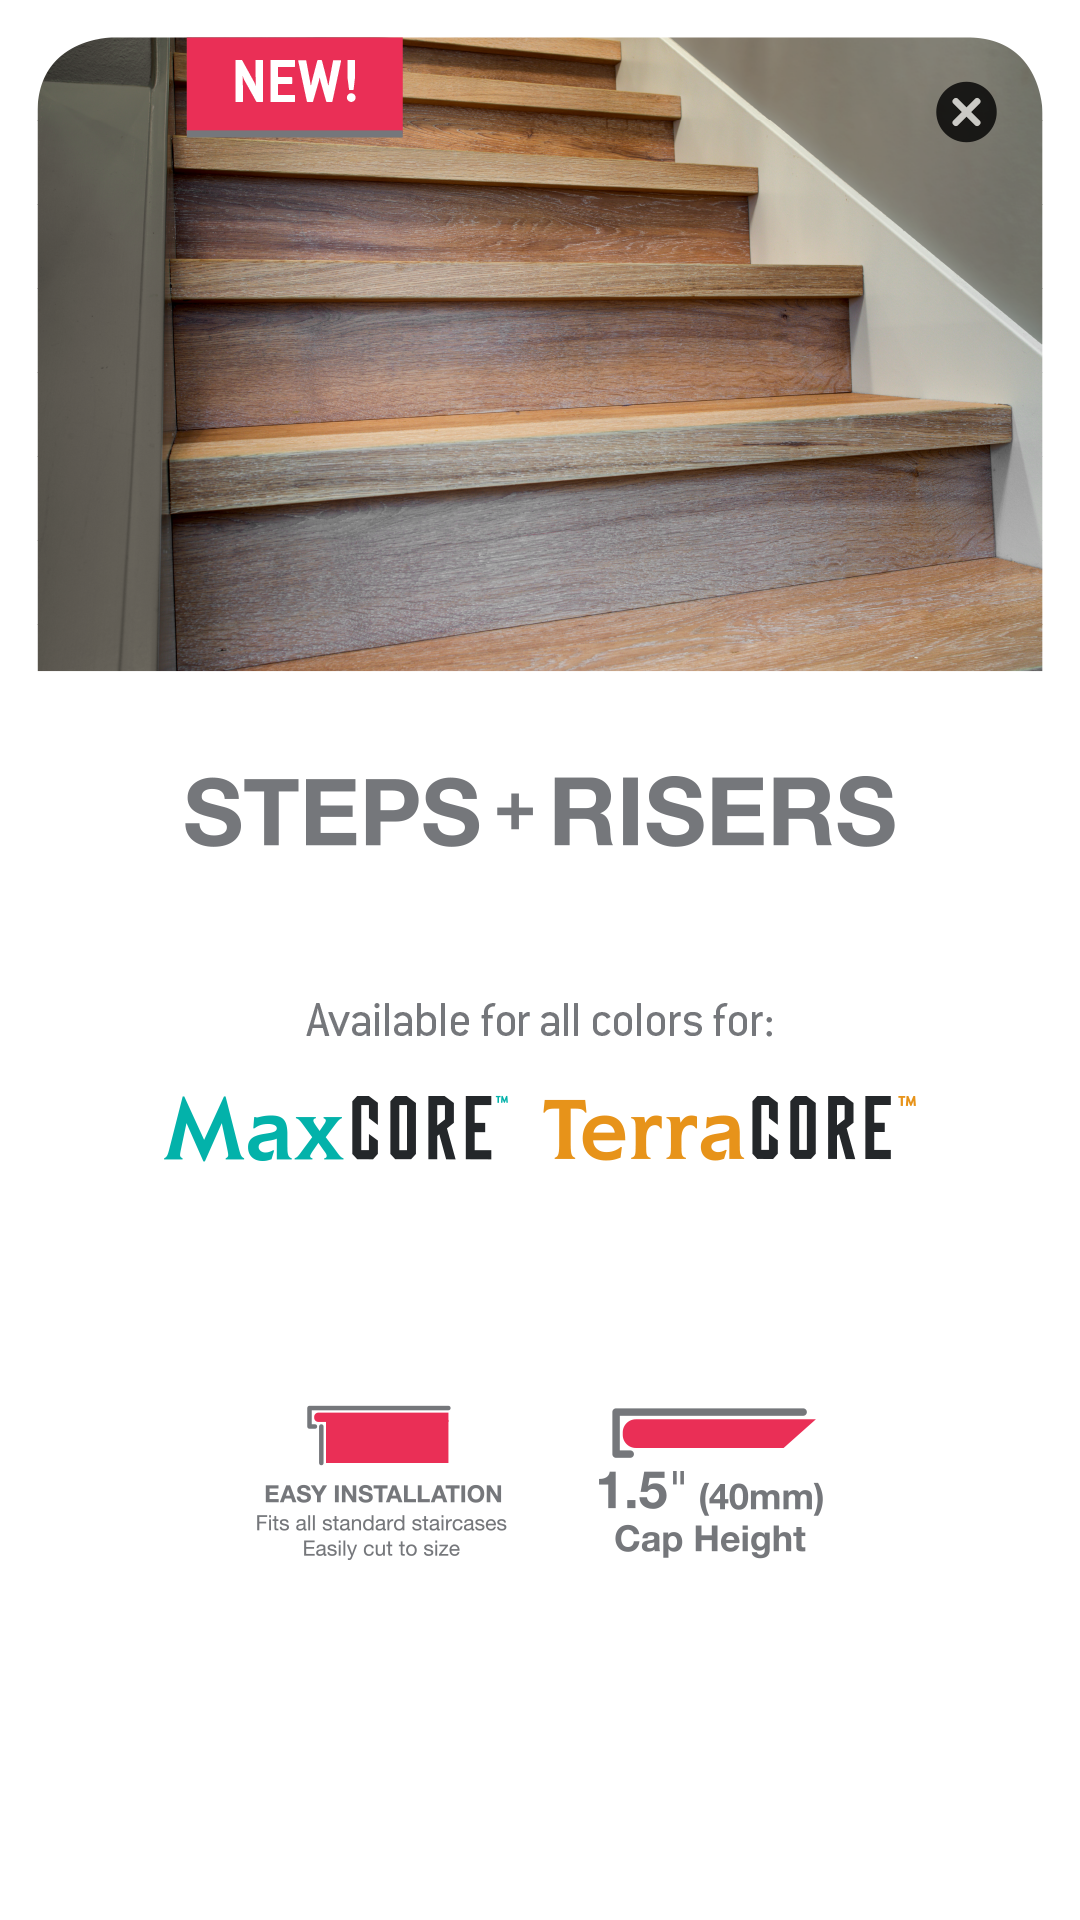 NEW!
STEPS + RISERS
Available for all colors for:
MaxCORE™ TerraCORE™
EASY INSTALLATION
Fits all standard staircases
Easily cut to size
1.5" (40mm)
Cap Height